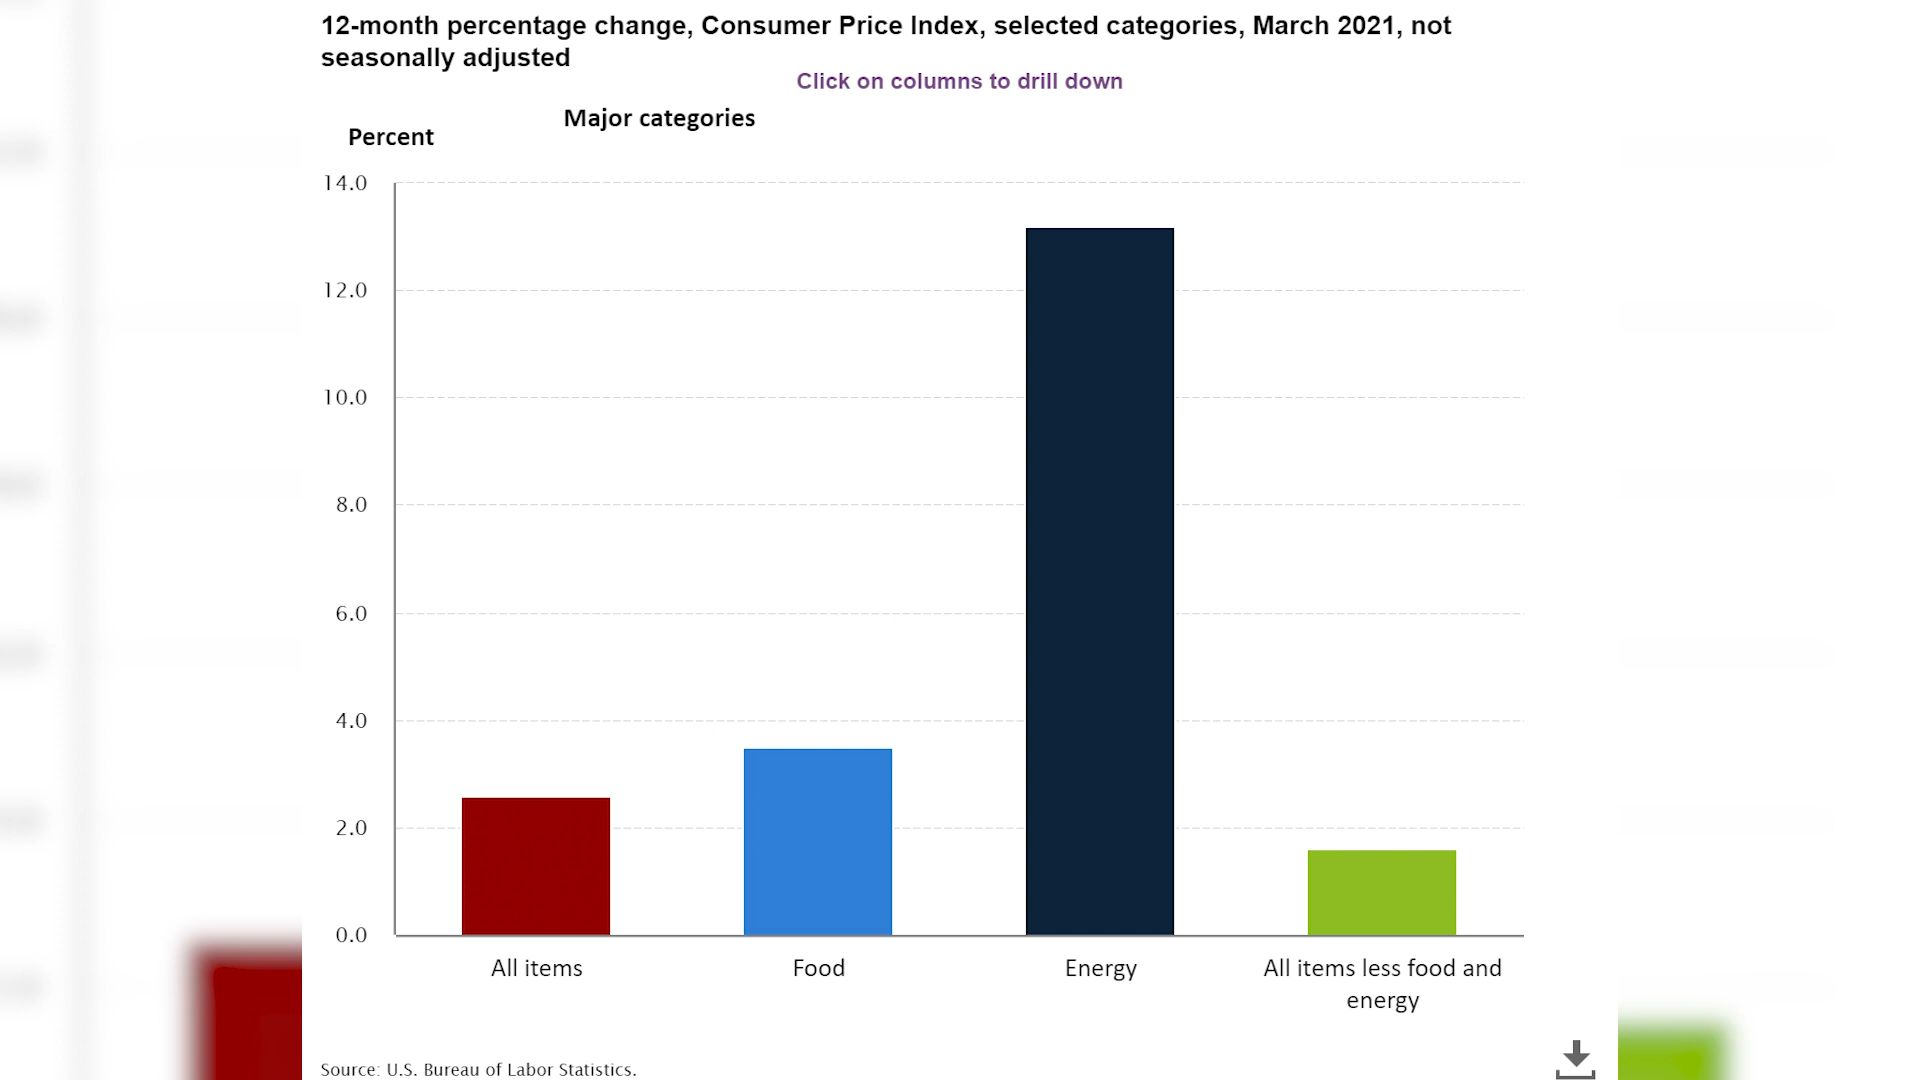 12-month percentage change, Consumer Price Index, selected categories, March 2021, not
seasonally adjusted
Click on columns to drill down
Major categories
Percent
14.0
12.0
10.0
8.0
6.0
4.0
2.0
0.0
All items
Food
Energy
All items less food and
energy
Source: U.S. Bureau of Labor Statistics.